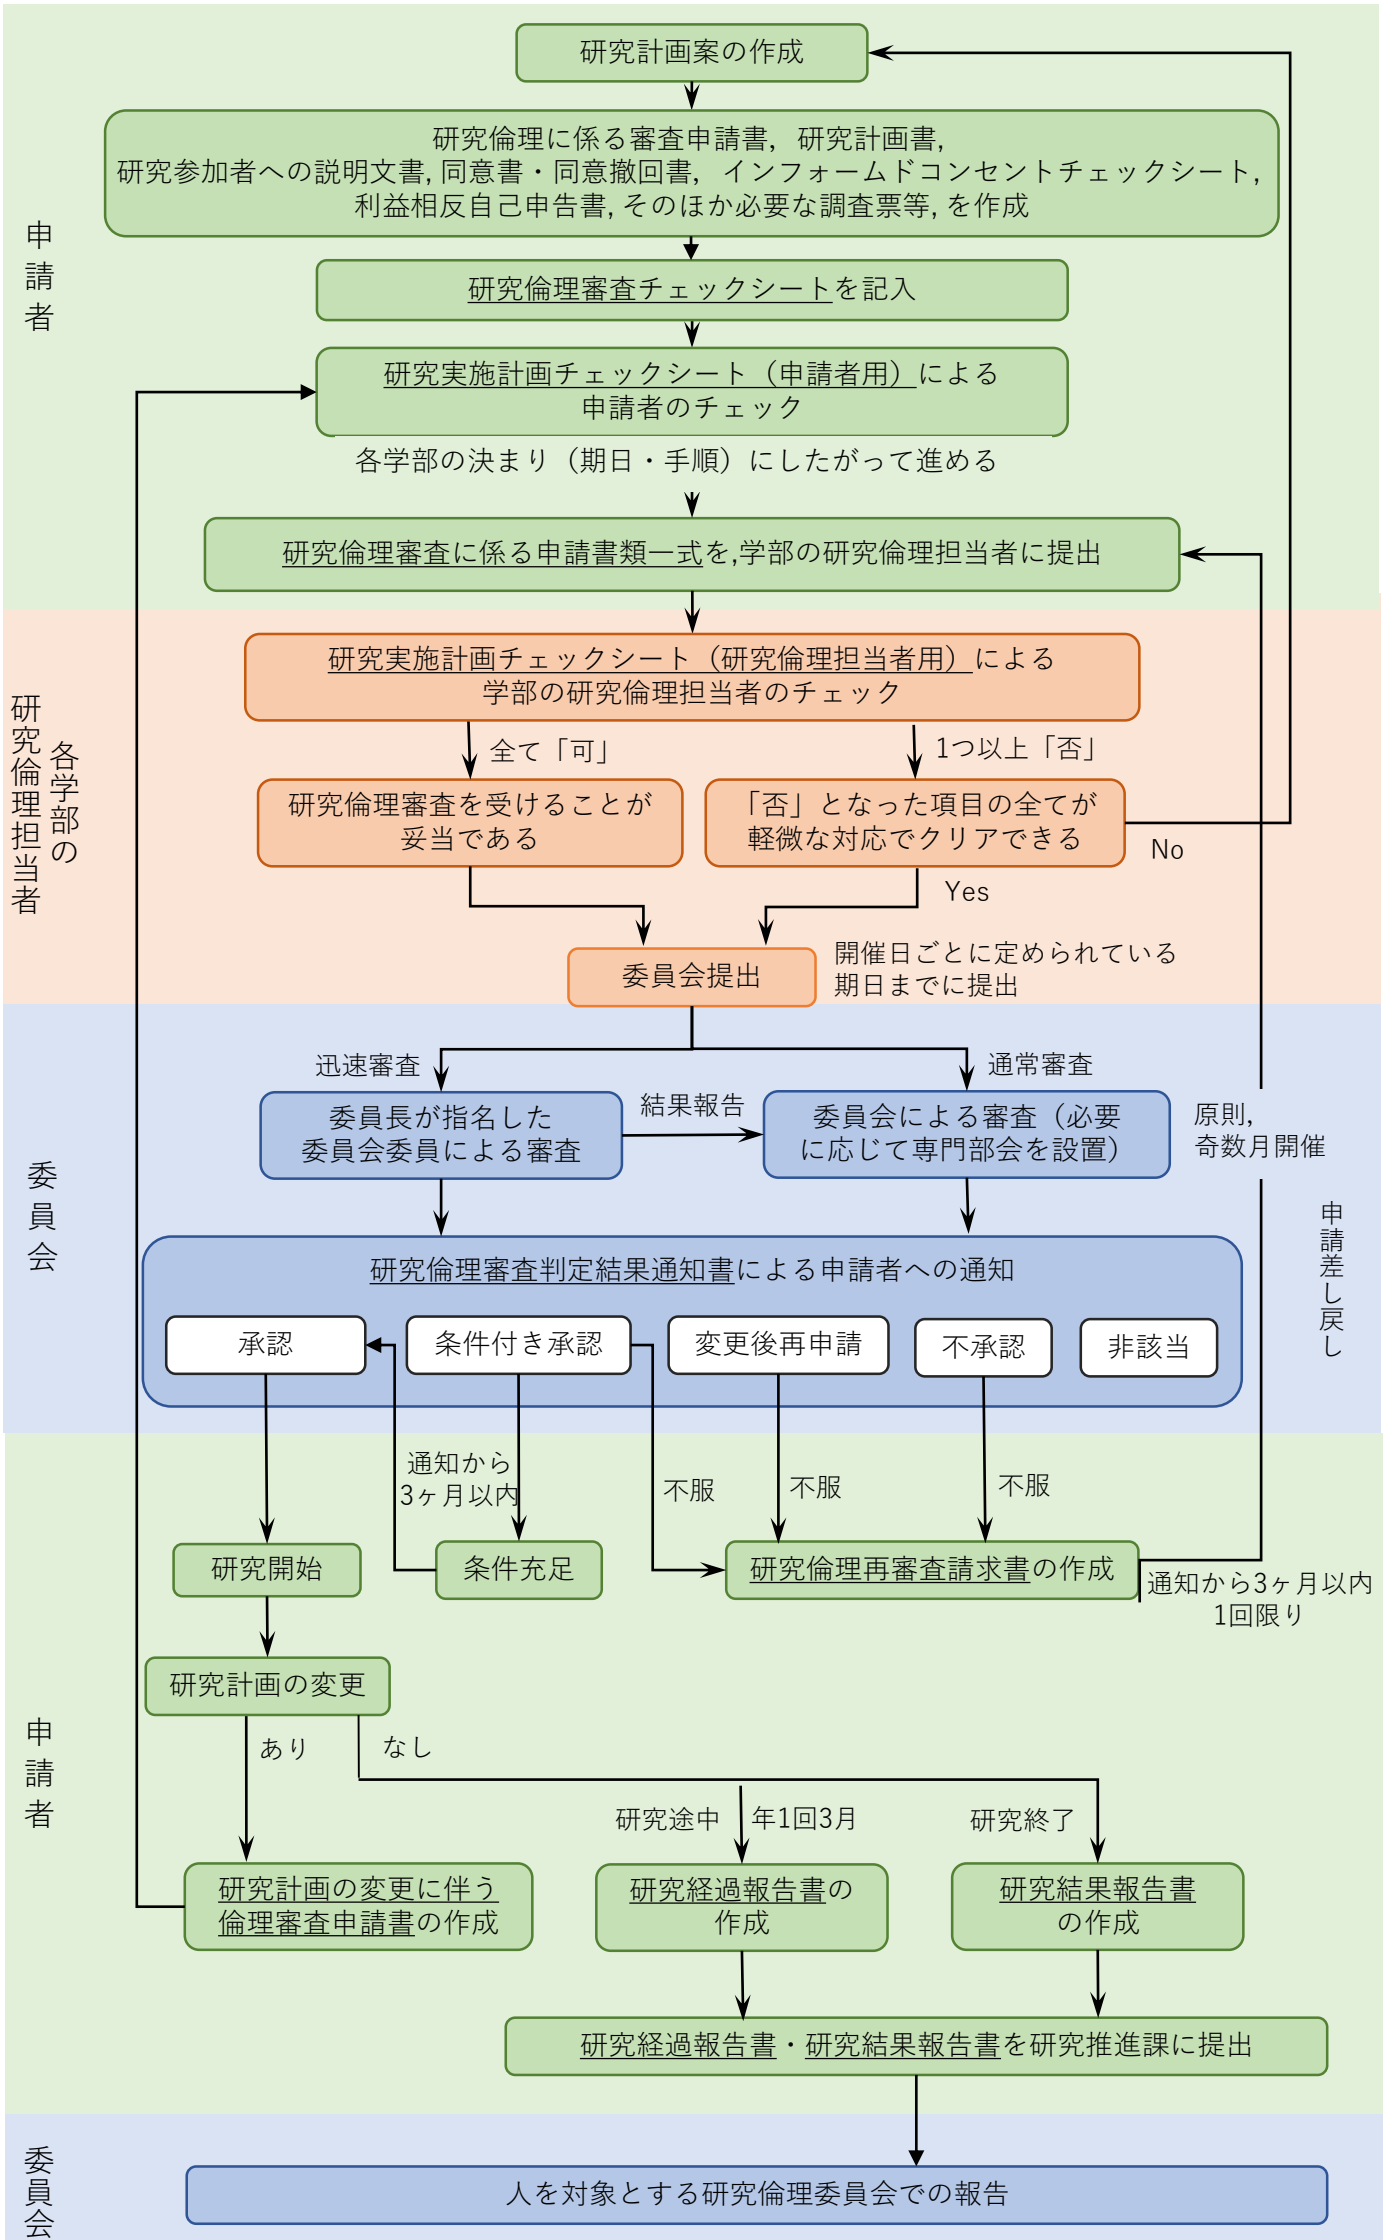 研究計画案の作成
研究倫理に係る審査申請書, 研究計画書,
研究参加者への説明文書, 同意書・同意撤回書, インフォームドコンセントチェックシート,
利益相反自己申告書, そのほか必要な調査票等, を作成
申請者
研究倫理審査チェックシートを記入
研究実施計画チェックシート（申請者用）による
申請者のチェック
各学部の決まり（期日・手順）にしたがって進める
研究倫理審査に係る申請書類一式を,学部の研究倫理担当者に提出
各学部の
研究倫理担当者
研究実施計画チェックシート（研究倫理担当者用）による
学部の研究倫理担当者のチェック
全て「可」
1つ以上「否」
研究倫理審査を受けることが
妥当である
「否」となった項目の全てが
軽微な対応でクリアできる
No
Yes
委員会提出
開催日ごとに定められている
期日までに提出
委員会
迅速審査
通常審査
委員長が指名した
委員会委員による審査
結果報告
委員会による審査（必要
に応じて専門部会を設置）
原則,
奇数月開催
申請差し戻し
研究倫理審査判定結果通知書による申請者への通知
承認
条件付き承認
変更後再申請
不承認
非該当
申請者
通知から
3ヶ月以内
不服
不服
不服
研究開始
条件充足
研究倫理再審査請求書の作成
通知から3ヶ月以内
1回限り
研究計画の変更
あり
なし
研究途中
年1回3月
研究終了
研究計画の変更に伴う
倫理審査申請書の作成
研究経過報告書の
作成
研究結果報告書
の作成
研究経過報告書・研究結果報告書を研究推進課に提出
委員会
人を対象とする研究倫理委員会での報告